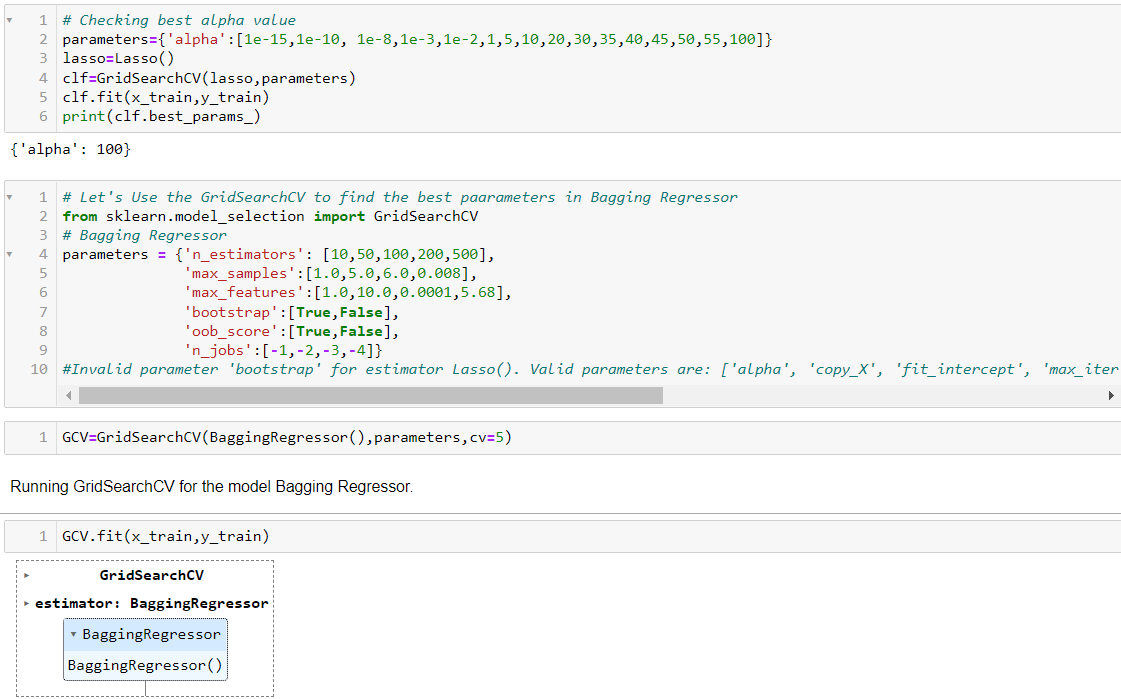 1 # Checking best alpha value
2 parameters={'alpha':[1e-15,1e-10, 1e-8,1e-3,1e-2,1,5,10,20,30,35,40,45,50,55,100]}
3 lasso=Lasso()
4 clf=GridSearchCV(lasso,parameters)
5 clf.fit(x_train,y_train)
6 print(clf.best_params_)
{'alpha': 100}
1 # Let's Use the GridSearchCV to find the best paarameters in Bagging Regressor
2 from sklearn.model_selection import GridSearchCV
3 # Bagging Regressor
4 parameters = {'n_estimators': [10,50,100,200,500],
5 'max_samples':[1.0,5.0,6.0,0.008],
6 'max_features':[1.0,10.0,0.0001,5.68],
7 'bootstrap':[True,False],
8 'oob_score':[True,False],
9 'n_jobs':[-1,-2,-3,-4]}
10 #Invalid parameter 'bootstrap' for estimator Lasso(). Valid parameters are: ['alpha', 'copy_X', 'fit_intercept', 'max_iter
1 GCV=GridSearchCV(BaggingRegressor(),parameters,cv=5)
Running GridSearchCV for the model Bagging Regressor.
1 GCV.fit(x_train,y_train)
GridSearchCV
estimator: BaggingRegressor
BaggingRegressor
BaggingRegressor()